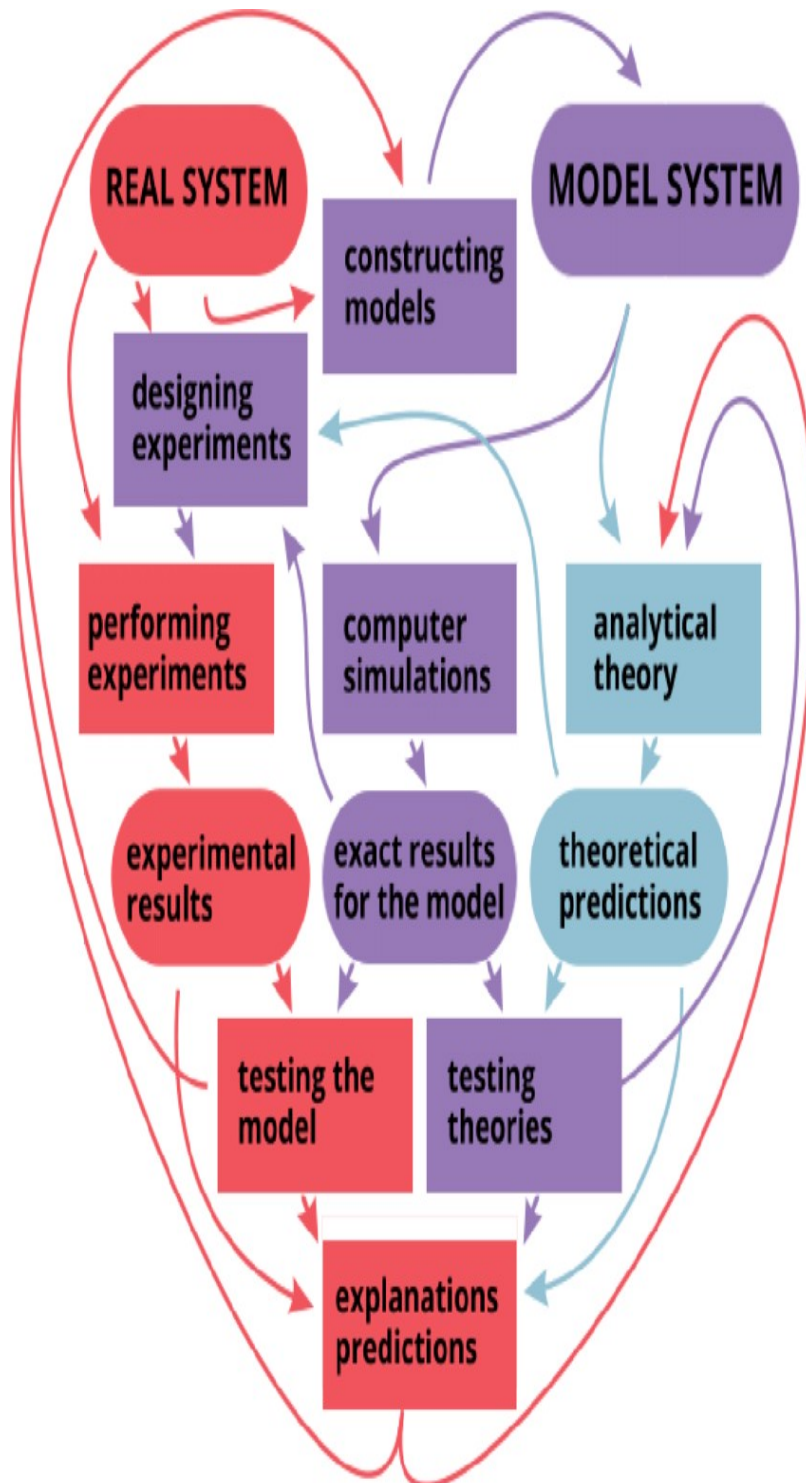 REAL SYSTEM
MODEL SYSTEM
constructing
models
designing
experiments
performing
experiments
computer
simulations
analytical
theory
experimental
results
exact results
for the model
theoretical
predictions
testing the
model
testing
theories
explanations
predictions